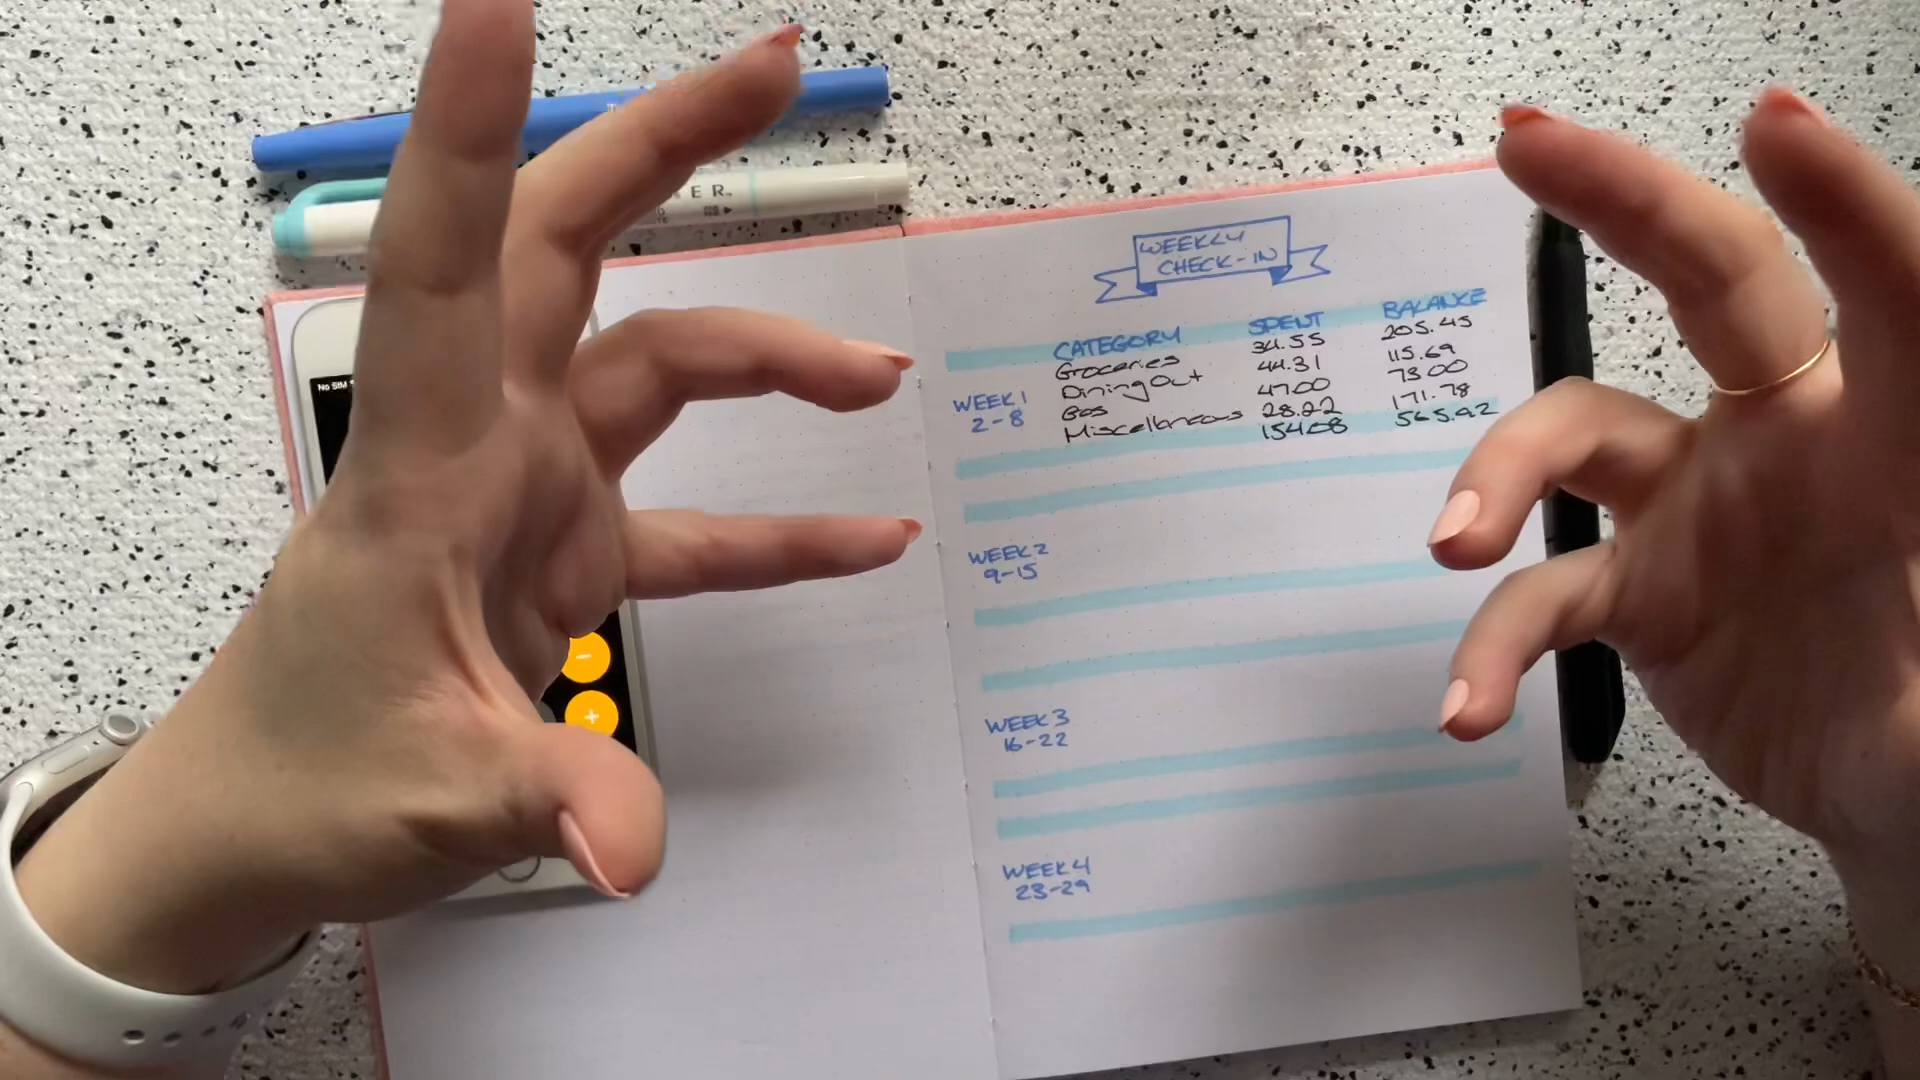 No SIM
E R
WEEKLY
CHECK-IN
CATEGORY SPENT BALANCE
Groceries 34.55 205.45
Dining Out 44.31 115.69
WEEK 1 Gas 47.00 73.00
2-8 Miscellaneous 28.22 171.78
154.08 565.92
WEEK 2
9-15
WEEK 3
16-22
WEEK 4
23-29
−
+